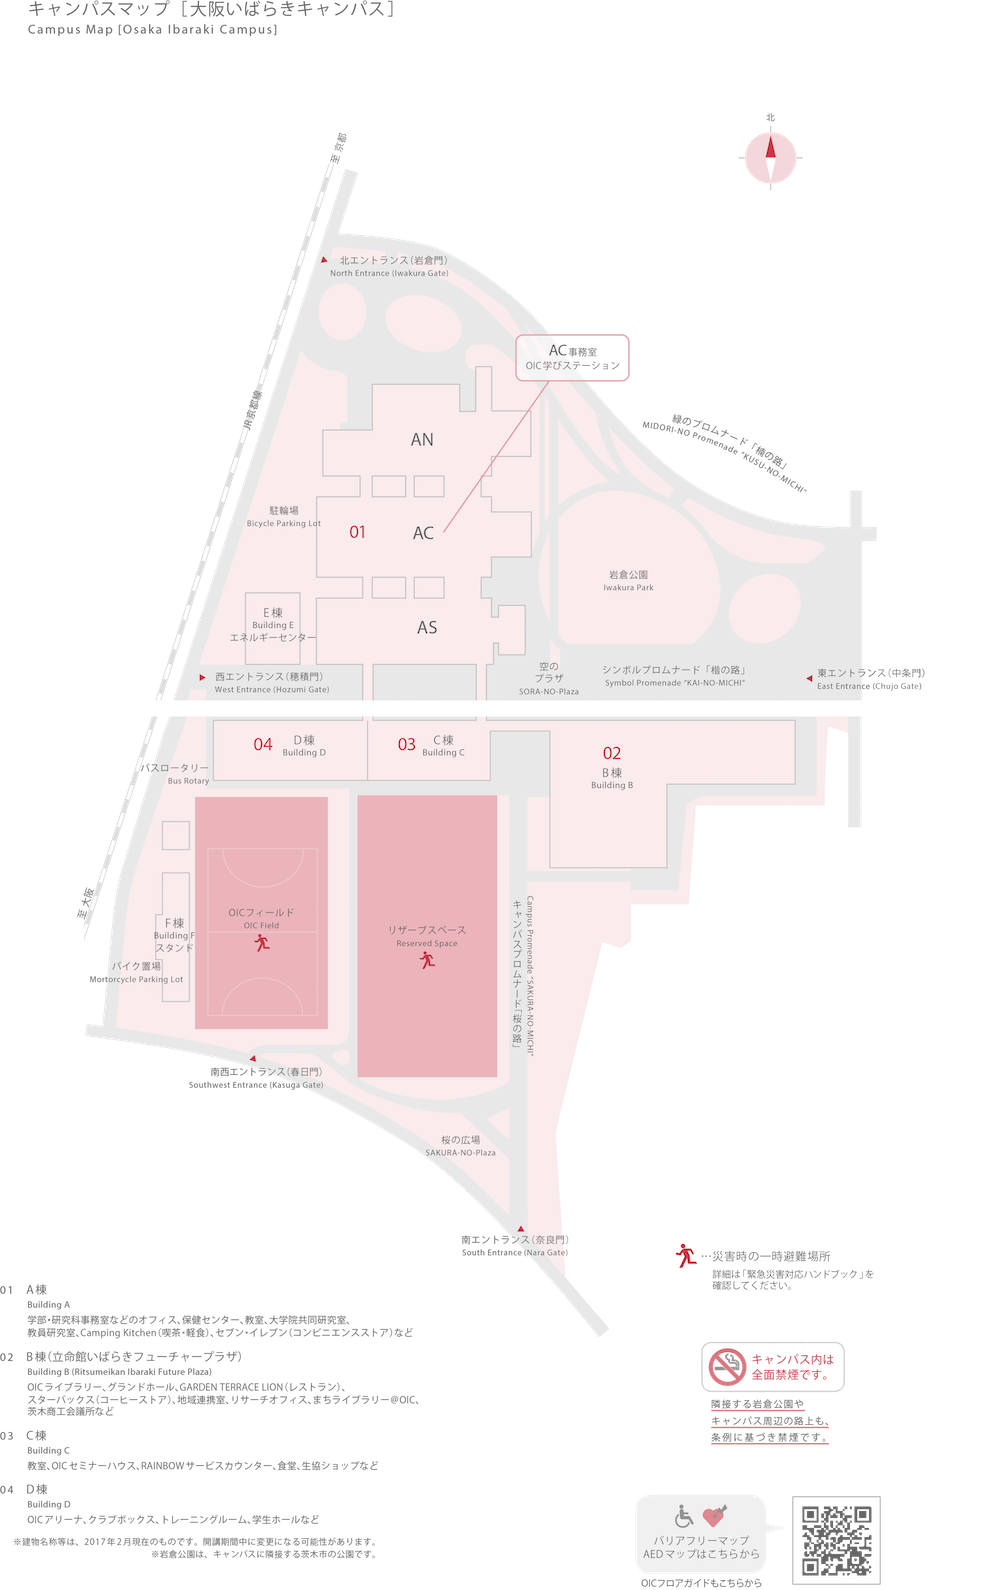 キャンパスマップ［大阪いばらきキャンパス］
Campus Map [Osaka Ibaraki Campus]
北
至 京都
北エントランス（岩倉門）
North Entrance (Iwakura Gate)
AC事務室
OIC学びステーション
JR京都線
緑のプロムナード「楠の路」
MIDORI-NO Promenade "KUSU-NO-MICHI"
AN
駐輪場
Bicycle Parking Lot
01
AC
岩倉公園
Iwakura Park
E棟
Building E
エネルギーセンター
AS
空の
プラザ
SORA-NO-Plaza
シンボルプロムナード「楷の路」
Symbol Promenade "KAI-NO-MICHI"
東エントランス（中条門）
East Entrance (Chujo Gate)
西エントランス（穂積門）
West Entrance (Hozumi Gate)
04
D棟
Building D
03
C棟
Building C
02
B棟
Building B
バスロータリー
Bus Rotary
至 大阪
F棟
Building F
スタンド
OICフィールド
OIC Field
リザーブスペース
Reserved Space
Campus Promenade "SAKURA-NO-MICHI"
キャンパスプロムナード「桜の路」
バイク置場
Mortorcycle Parking Lot
南西エントランス（春日門）
Southwest Entrance (Kasuga Gate)
桜の広場
SAKURA-NO-Plaza
南エントランス（奈良門）
South Entrance (Nara Gate)
…災害時の一時避難場所
詳細は「緊急災害対応ハンドブック」を
確認してください。
01 A棟
Building A
学部・研究科事務室などのオフィス、保健センター、教室、大学院共同研究室、
教員研究室、Camping Kitchen（喫茶・軽食）、セブン-イレブン（コンビニエンスストア）など
02 B棟（立命館いばらきフューチャープラザ）
Building B (Ritsumeikan Ibaraki Future Plaza)
OICライブラリー、グランドホール、GARDEN TERRACE LION（レストラン）、
スターバックス（コーヒーストア）、地域連携室、リサーチオフィス、まちライブラリー＠OIC、
茨木商工会議所など
03 C棟
Building C
教室、OICセミナーハウス、RAINBOWサービスカウンター、食堂、生協ショップなど
04 D棟
Building D
OICアリーナ、クラブボックス、トレーニングルーム、学生ホールなど
※建物名称等は、2017年2月現在のものです。開講期間中に変更になる可能性があります。
※岩倉公園は、キャンパスに隣接する茨木市の公園です。
キャンパス内は
全面禁煙です。
隣接する岩倉公園や
キャンパス周辺の路上も、
条例に基づき禁煙です。
バリアフリーマップ
AEDマップはこちらから
OICフロアガイドもこちらから